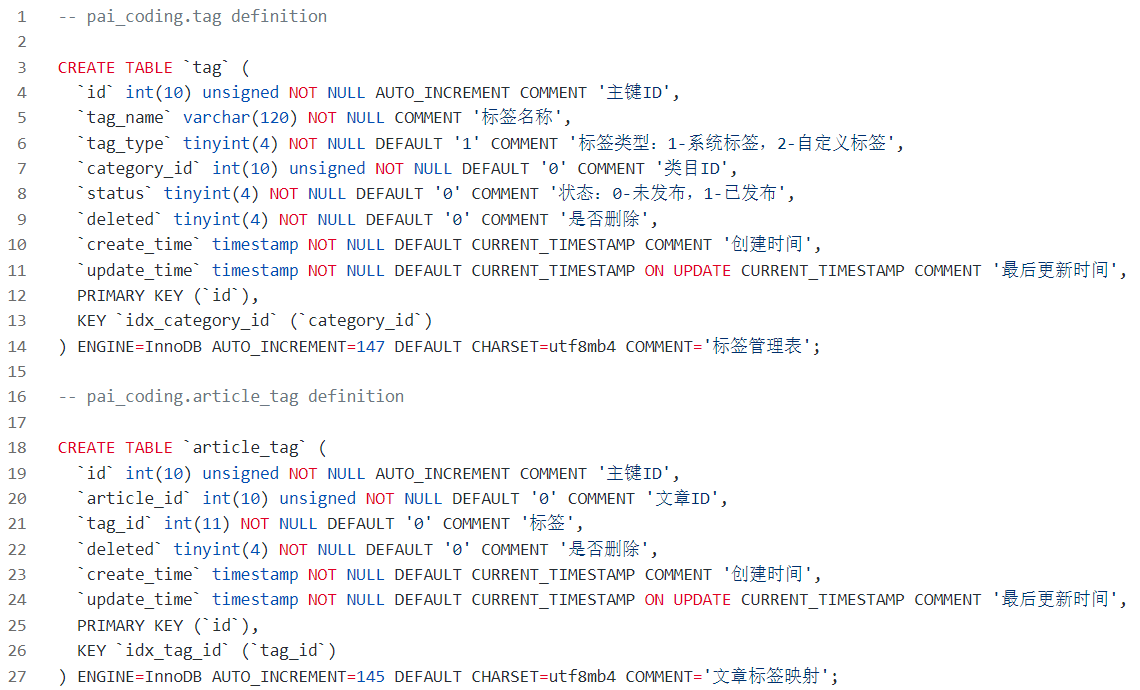 1 -- pai_coding.tag definition
2
3 CREATE TABLE `tag` (
4 `id` int(10) unsigned NOT NULL AUTO_INCREMENT COMMENT '主键ID',
5 `tag_name` varchar(120) NOT NULL COMMENT '标签名称',
6 `tag_type` tinyint(4) NOT NULL DEFAULT '1' COMMENT '标签类型：1-系统标签，2-自定义标签',
7 `category_id` int(10) unsigned NOT NULL DEFAULT '0' COMMENT '类目ID',
8 `status` tinyint(4) NOT NULL DEFAULT '0' COMMENT '状态：0-未发布，1-已发布',
9 `deleted` tinyint(4) NOT NULL DEFAULT '0' COMMENT '是否删除',
10 `create_time` timestamp NOT NULL DEFAULT CURRENT_TIMESTAMP COMMENT '创建时间',
11 `update_time` timestamp NOT NULL DEFAULT CURRENT_TIMESTAMP ON UPDATE CURRENT_TIMESTAMP COMMENT '最后更新时间',
12 PRIMARY KEY (`id`),
13 KEY `idx_category_id` (`category_id`)
14 ) ENGINE=InnoDB AUTO_INCREMENT=147 DEFAULT CHARSET=utf8mb4 COMMENT='标签管理表';
15
16 -- pai_coding.article_tag definition
17
18 CREATE TABLE `article_tag` (
19 `id` int(10) unsigned NOT NULL AUTO_INCREMENT COMMENT '主键ID',
20 `article_id` int(10) unsigned NOT NULL DEFAULT '0' COMMENT '文章ID',
21 `tag_id` int(11) NOT NULL DEFAULT '0' COMMENT '标签',
22 `deleted` tinyint(4) NOT NULL DEFAULT '0' COMMENT '是否删除',
23 `create_time` timestamp NOT NULL DEFAULT CURRENT_TIMESTAMP COMMENT '创建时间',
24 `update_time` timestamp NOT NULL DEFAULT CURRENT_TIMESTAMP ON UPDATE CURRENT_TIMESTAMP COMMENT '最后更新时间',
25 PRIMARY KEY (`id`),
26 KEY `idx_tag_id` (`tag_id`)
27 ) ENGINE=InnoDB AUTO_INCREMENT=145 DEFAULT CHARSET=utf8mb4 COMMENT='文章标签映射';